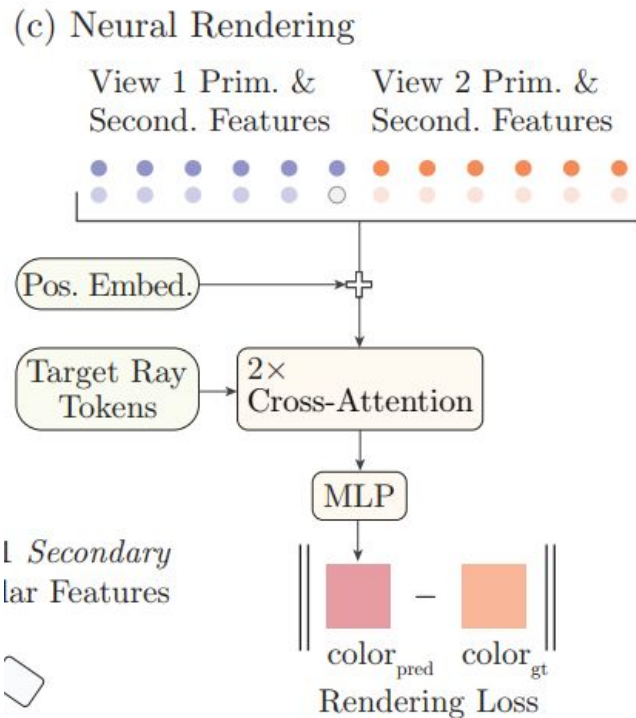 (c) Neural Rendering
View 1 Prim. &
Second. Features
View 2 Prim. &
Second. Features
Pos. Embed.
Target Ray
Tokens
2×
Cross-Attention
MLP
Secondary
Features
−
color_pred
color_gt
Rendering Loss